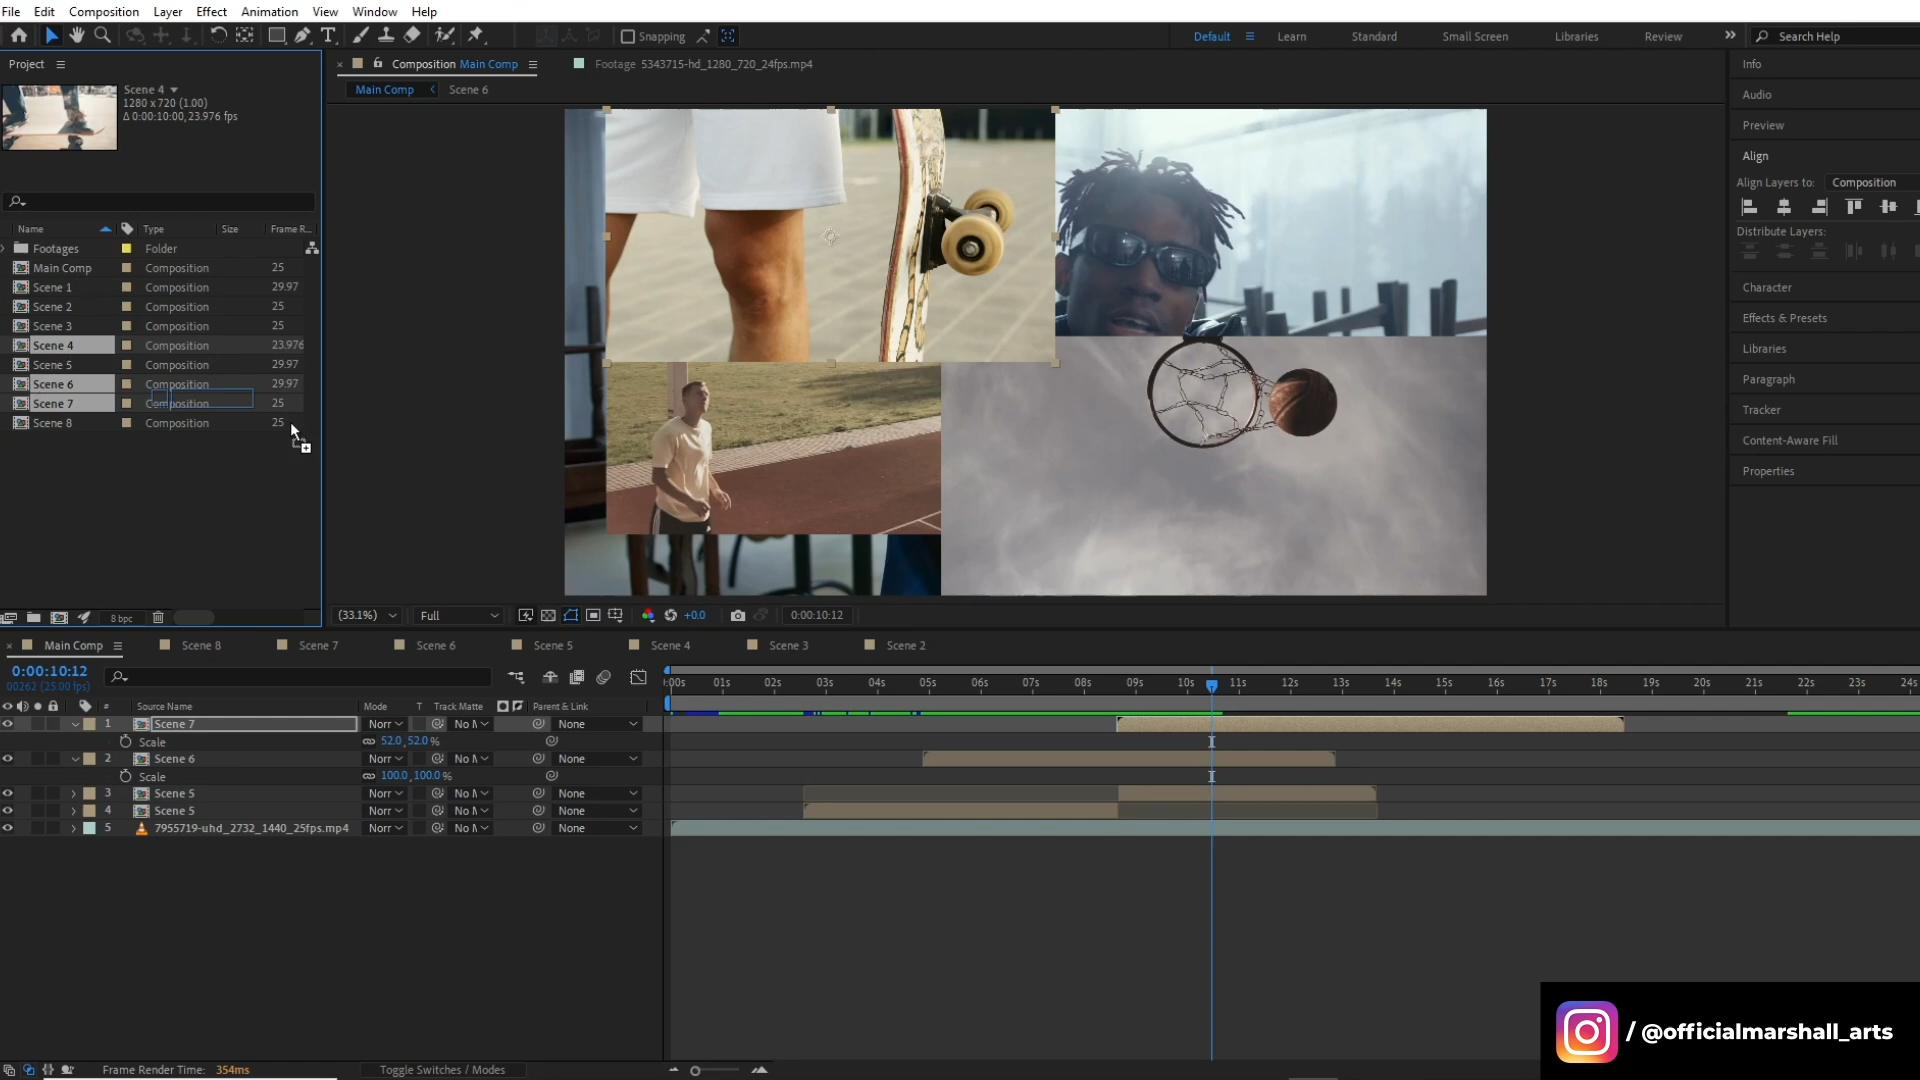 File Edit Composition Layer Effect Animation View Window Help
Snapping
Default Learn Standard Small Screen Libraries Review Search Help
Project
Scene 4
1280 x 720 (1.00)
Δ 0:00:10:00, 23.976 fps
Composition Main Comp
Footage 5343715-hd_1280_720_24fps.mp4
Main Comp Scene 6
Name Type Size Frame R...
Footages Folder
Main Comp Composition 25
Scene 1 Composition 29.97
Scene 2 Composition 25
Scene 3 Composition 25
Scene 4 Composition 23.976
Scene 5 Composition 29.97
Scene 6 Composition 29.97
Scene 7 Composition 25
Scene 8 Composition 25
8 bpc
(33.1%) Full +0.0 0:00:10:12
Info
Audio
Preview
Align
Align Layers to: Composition
Distribute Layers:
Character
Effects & Presets
Libraries
Paragraph
Tracker
Content-Aware Fill
Properties
Main Comp Scene 8 Scene 7 Scene 6 Scene 5 Scene 4 Scene 3 Scene 2
0:00:10:12
00262 (25.00 fps)
:00s 01s 02s 03s 04s 05s 06s 07s 08s 09s 10s 11s 12s 13s 14s 15s 16s 17s 18s 19s 20s 21s 22s 23s 24s
# Source Name Mode T Track Matte Parent & Link
1 Scene 7 Norr No M None
Scale 52.0, 52.0 %
2 Scene 6 Norr No M None
Scale 100.0, 100.0 %
3 Scene 5 Norr No M None
4 Scene 5 Norr No M None
5 7955719-uhd_2732_1440_25fps.mp4 Norr No M None
Frame Render Time: 354ms Toggle Switches / Modes
/ @officialmarshall_arts